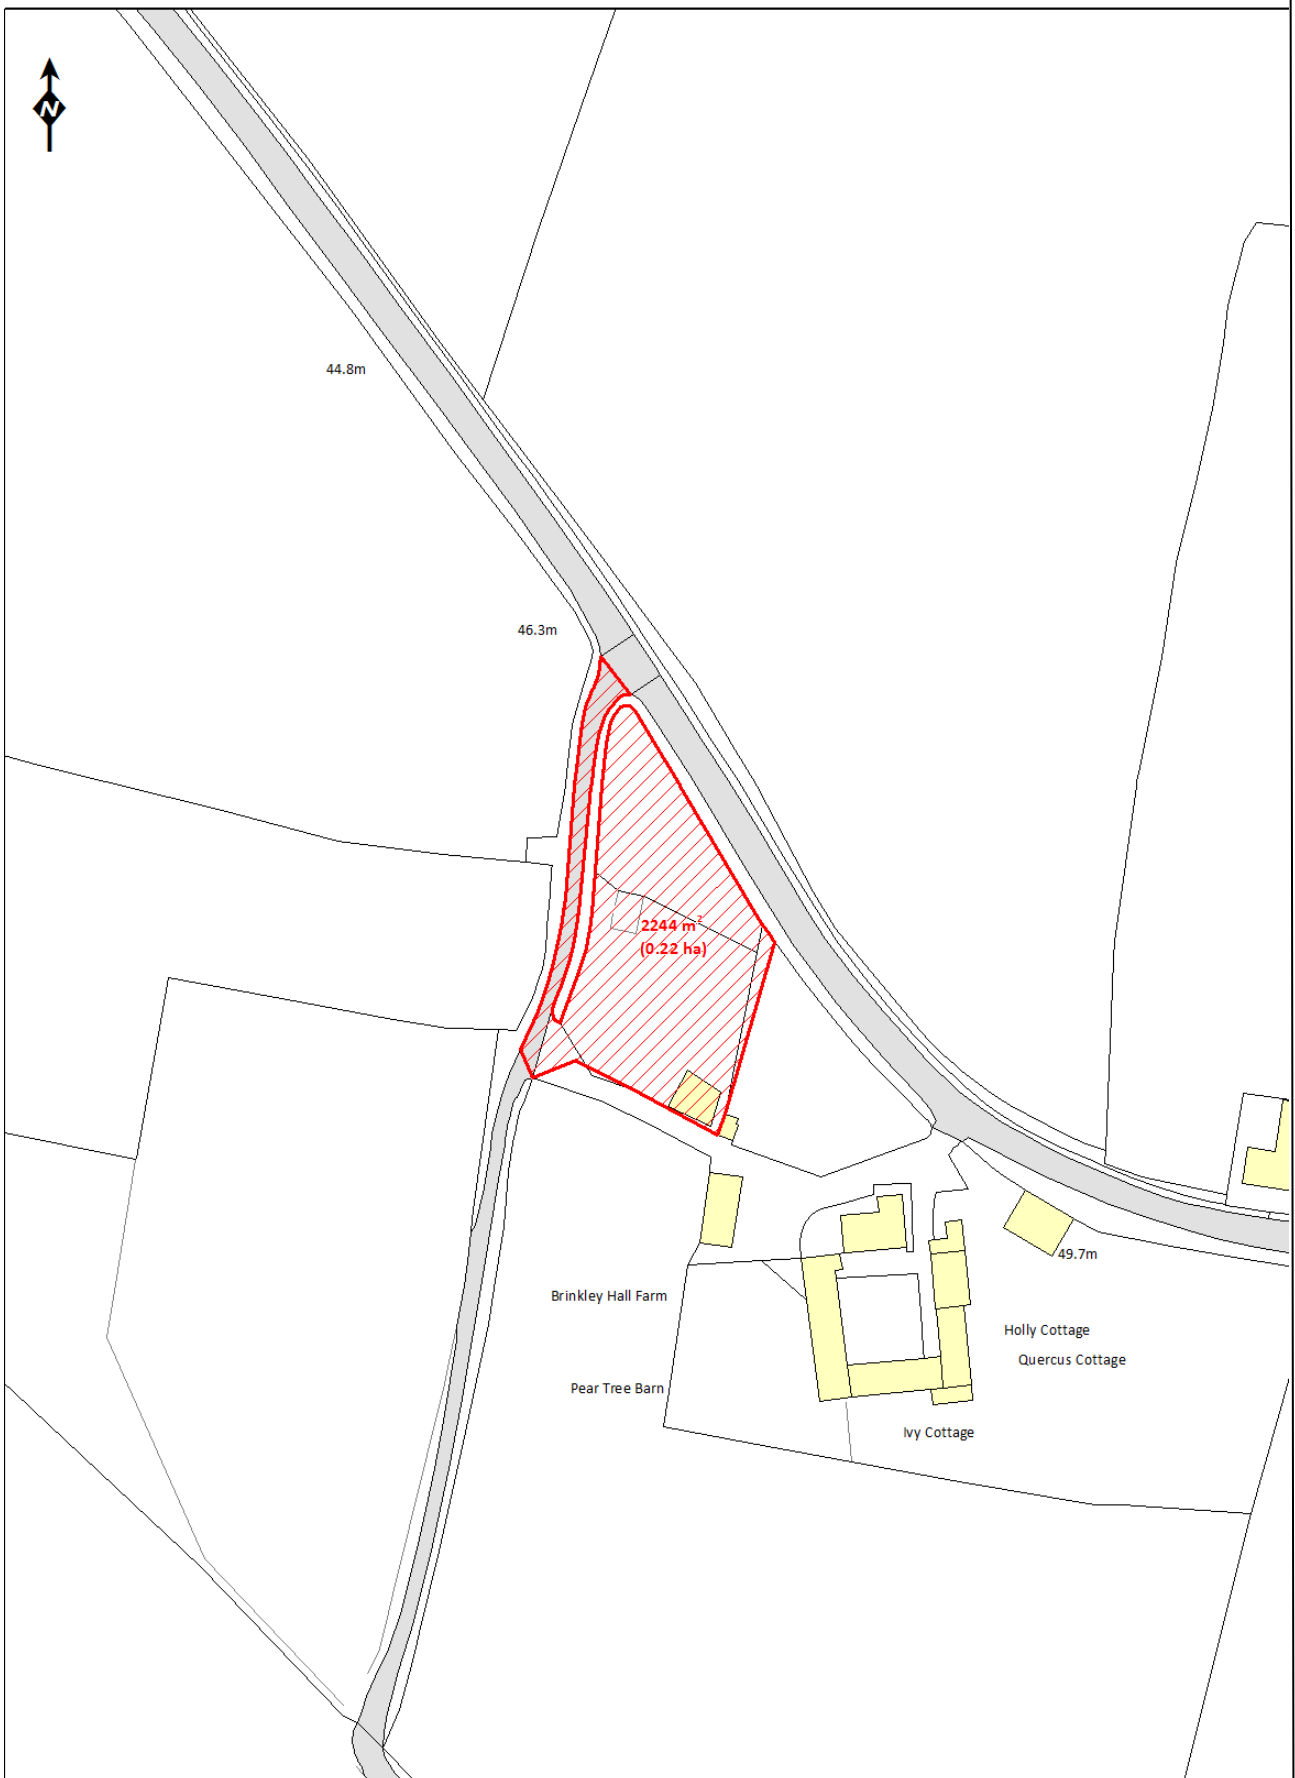 N
44.8m
46.3m
2244 m²
(0.22 ha)
49.7m
Brinkley Hall Farm
Holly Cottage
Quercus Cottage
Pear Tree Barn
Ivy Cottage